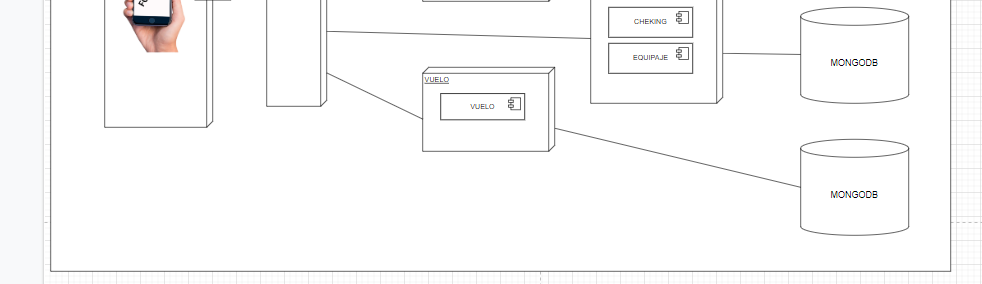 CHEKING
EQUIPAJE
MONGODB
VUELO
VUELO
MONGODB